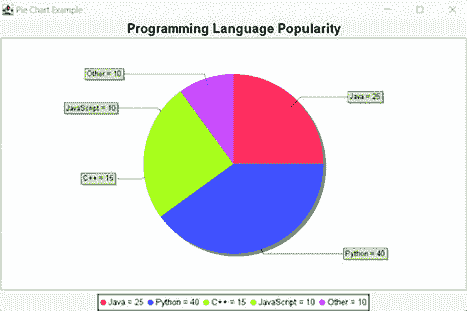 Pie Chart Example
Programming Language Popularity
Other = 10
Java = 25
JavaScript = 10
C++ = 15
Python = 40
Java = 25 Python = 40 C++ = 15 JavaScript = 10 Other = 10